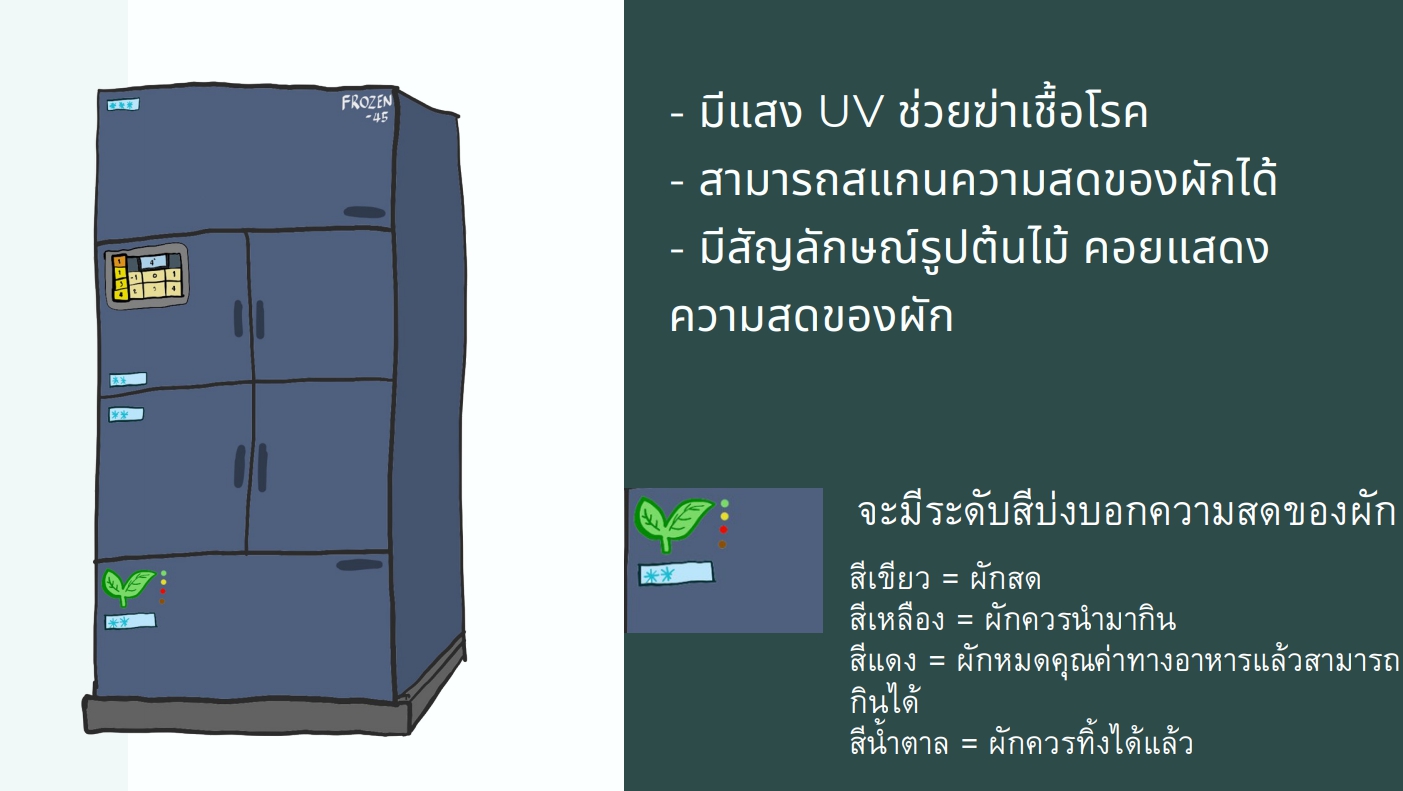 FROZEN
-45
- มีแสง UV ช่วยฆ่าเชื้อโรค
- สามารถสแกนความสดของผักได้
- มีสัญลักษณ์รูปต้นไม้ คอยแสดง
ความสดของผัก
จะมีระดับสีบ่งบอกความสดของผัก
สีเขียว = ผักสด
สีเหลือง = ผักควรนำมากิน
สีแดง = ผักหมดคุณค่าทางอาหารแล้วสามารถ
กินได้
สีน้ำตาล = ผักควรทิ้งได้แล้ว